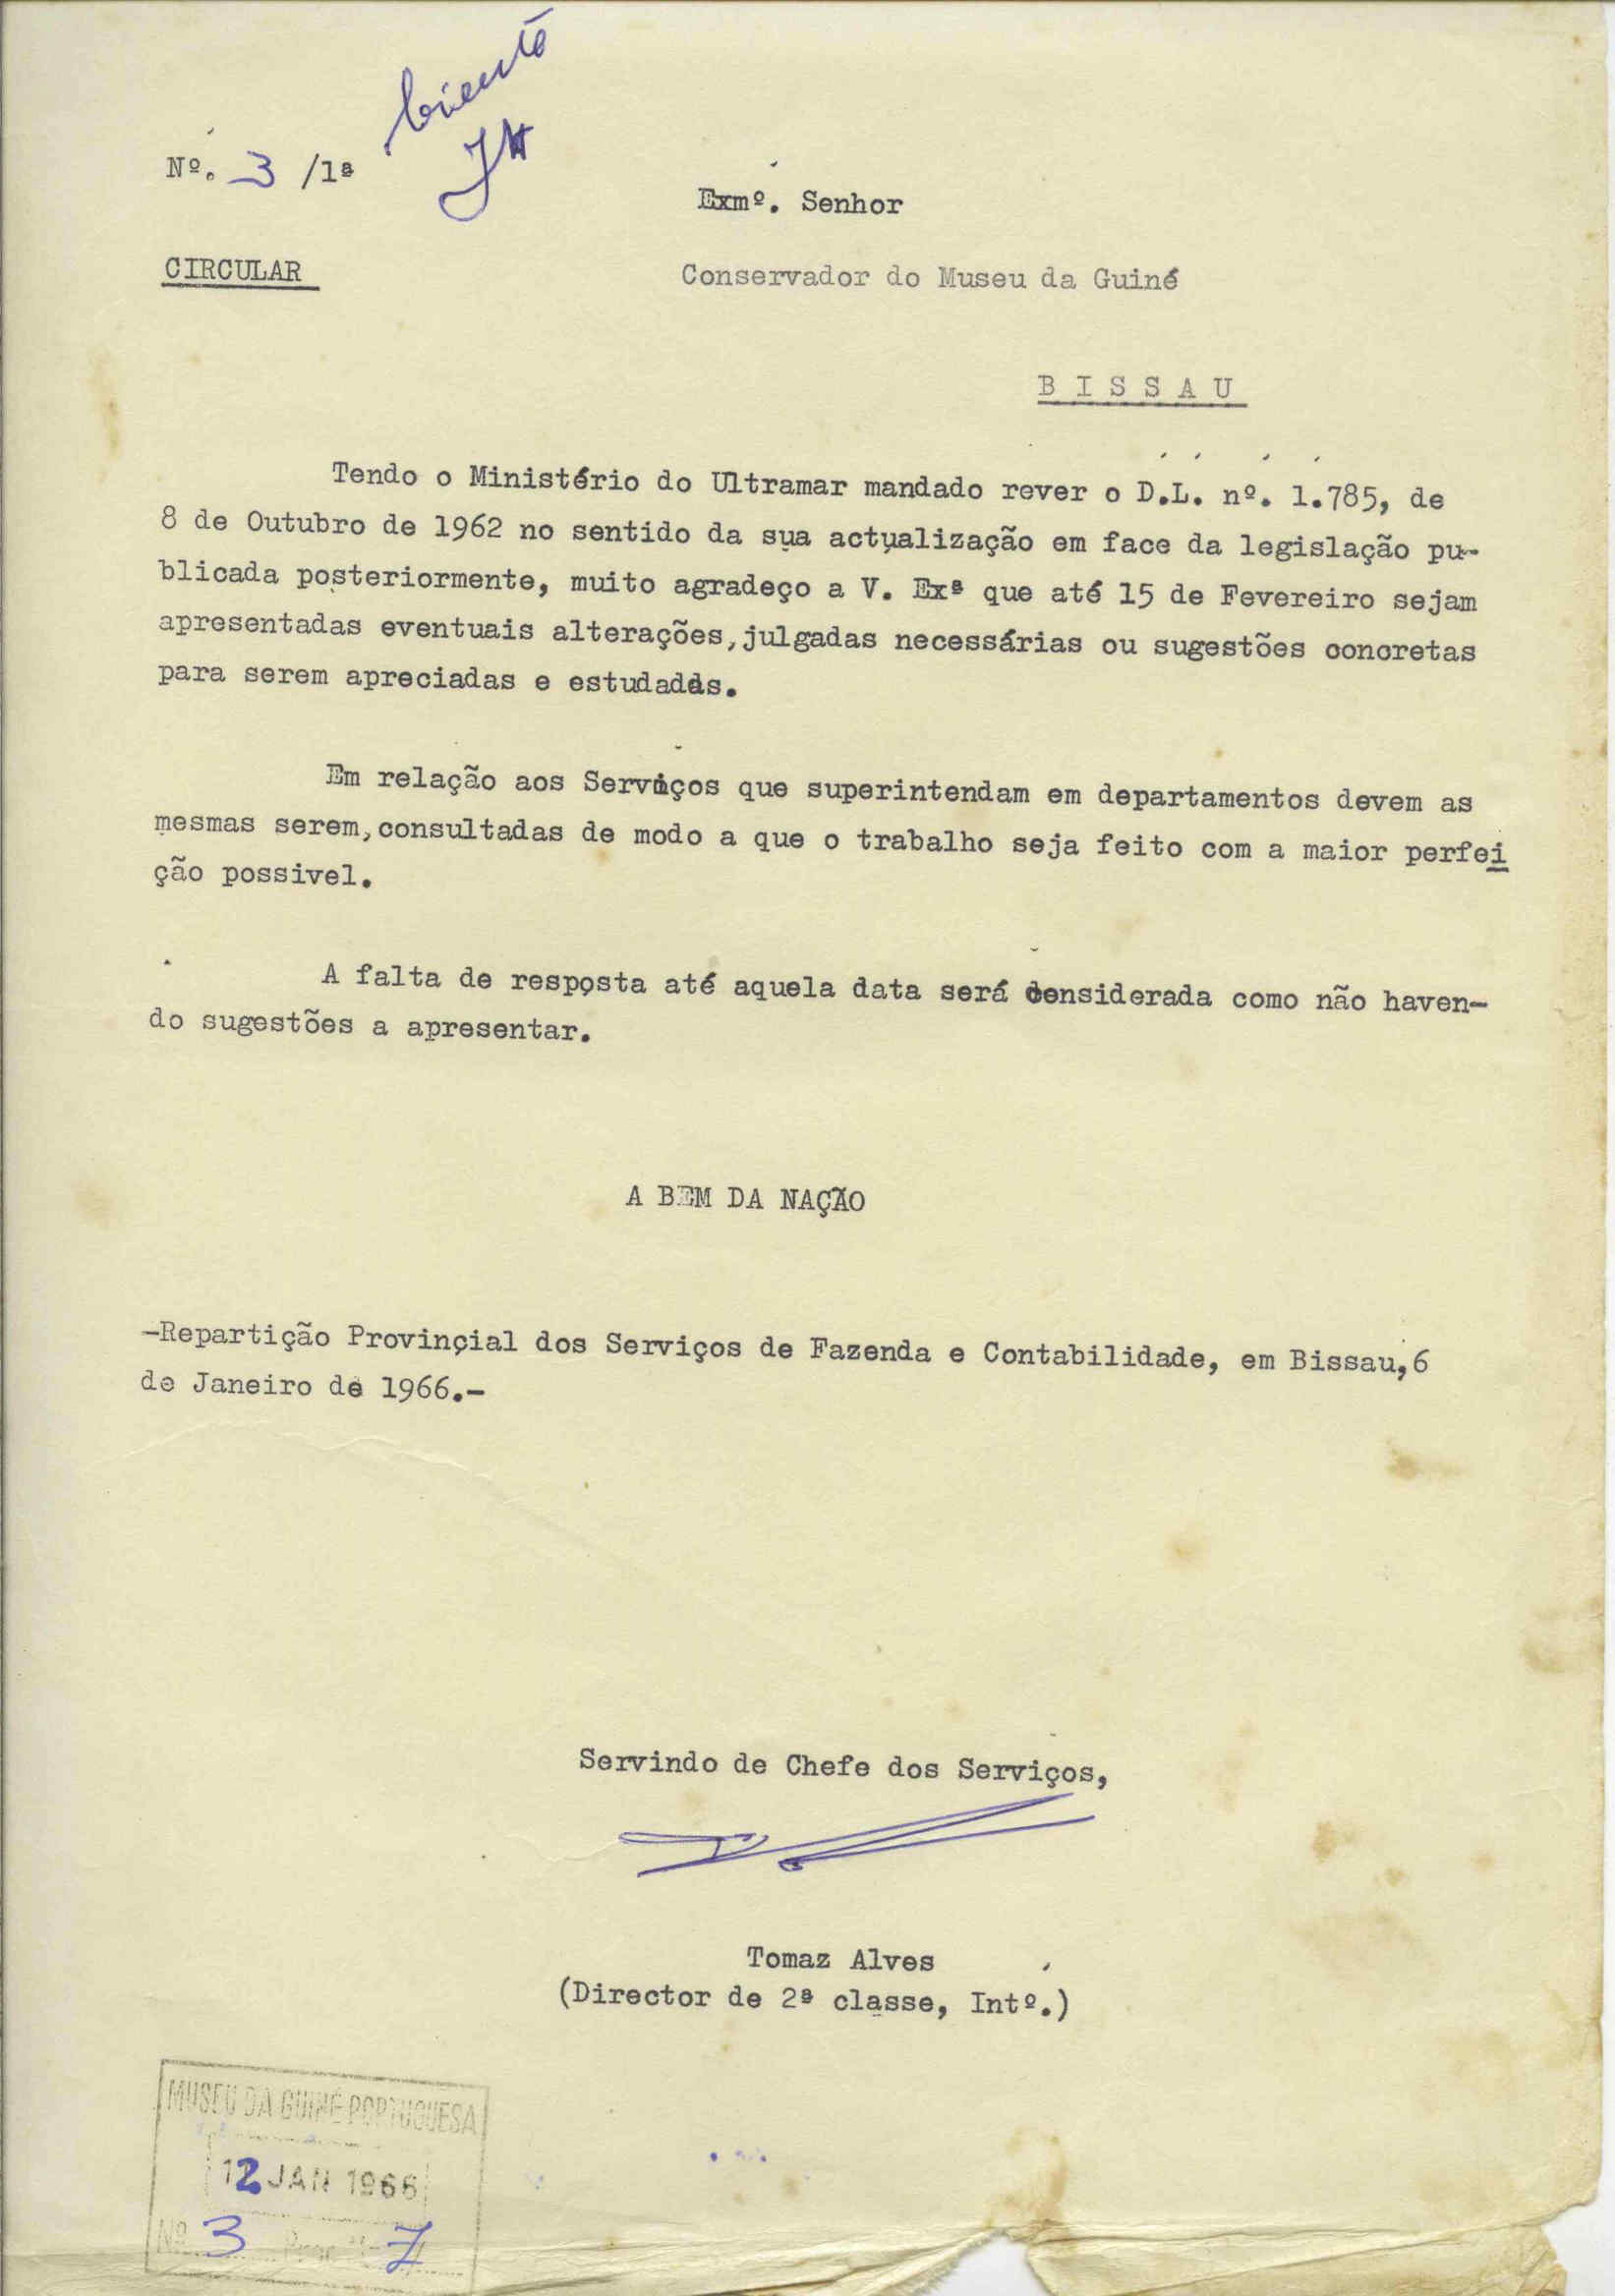 Ciente
Nº. 3 /1ª
Exmº. Senhor
CIRCULAR
Conservador do Museu da Guiné
B I S S A U
Tendo o Ministério do Ultramar mandado rever o D.L. nº. 1.785, de
8 de Outubro de 1962 no sentido da sua actualização em face da legislação pu-
blicada posteriormente, muito agradeço a V. Exª que até 15 de Fevereiro sejam
apresentadas eventuais alterações, julgadas necessárias ou sugestões concretas
para serem apreciadas e estudadas.
Em relação aos Serviços que superintendam em departamentos devem as
mesmas serem, consultadas de modo a que o trabalho seja feito com a maior perfei
ção possivel.
A falta de resposta até aquela data será considerada como não haven-
do sugestões a apresentar.
A BEM DA NAÇÃO
-Repartição Provinçial dos Serviços de Fazenda e Contabilidade, em Bissau, 6
de Janeiro de 1966.-
Servindo de Chefe dos Serviços,
Tomaz Alves
(Director de 2ª classe, Intº.)
MUSEU DA GUINÉ PORTUGUESA
12 JAN 1966
Nº 3 Proc. 7